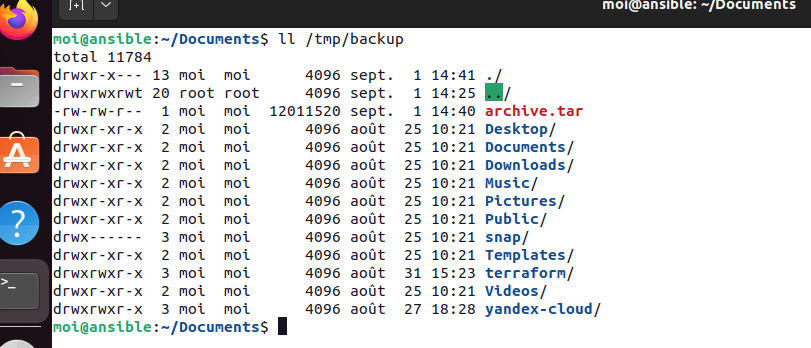 moi@ansible: ~/Documents
moi@ansible:~/Documents$ ll /tmp/backup
total 11784
drwxr-x--- 13 moi  moi      4096 sept.  1 14:41 ./
drwxrwxrwt 20 root root     4096 sept.  1 14:25 ../
-rw-rw-r--  1 moi  moi  12011520 sept.  1 14:40 archive.tar
drwxr-xr-x  2 moi  moi      4096 août  25 10:21 Desktop/
drwxr-xr-x  2 moi  moi      4096 août  25 10:21 Documents/
drwxr-xr-x  2 moi  moi      4096 août  25 10:21 Downloads/
drwxr-xr-x  2 moi  moi      4096 août  25 10:21 Music/
drwxr-xr-x  2 moi  moi      4096 août  25 10:21 Pictures/
drwxr-xr-x  2 moi  moi      4096 août  25 10:21 Public/
drwx------  3 moi  moi      4096 août  25 10:21 snap/
drwxr-xr-x  2 moi  moi      4096 août  25 10:21 Templates/
drwxrwxr-x  3 moi  moi      4096 août  31 15:23 terraform/
drwxr-xr-x  2 moi  moi      4096 août  25 10:21 Videos/
drwxrwxr-x  3 moi  moi      4096 août  27 18:28 yandex-cloud/
moi@ansible:~/Documents$